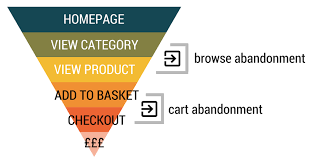 HOMEPAGE
VIEW CATEGORY
VIEW PRODUCT
browse abandonment
ADD TO BASKET
cart abandonment
CHECKOUT
£££